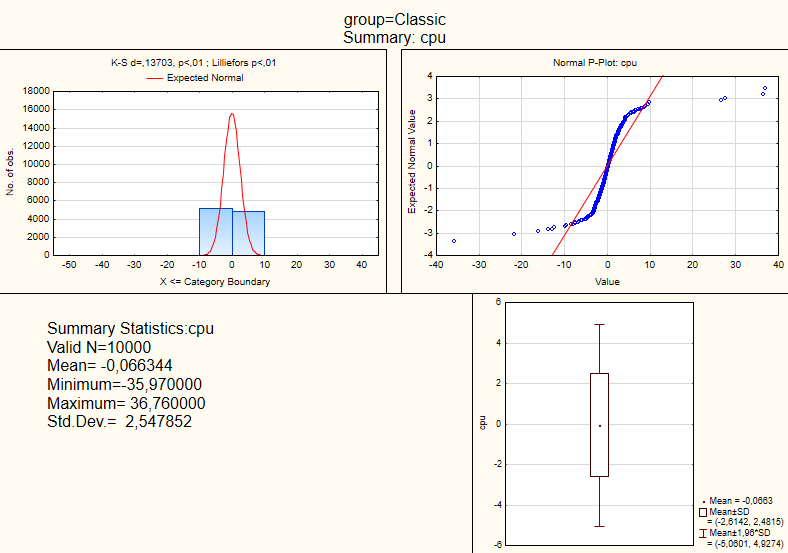 group=Classic
Summary: cpu
K-S d=,13703, p<,01 ; Lilliefors p<,01
Expected Normal
18000
16000
14000
12000
10000
8000
6000
4000
2000
0
No. of obs.
-50 -40 -30 -20 -10 0 10 20 30 40
X <= Category Boundary
Normal P-Plot: cpu
4
3
2
1
0
-1
-2
-3
-4
Expected Normal Value
-40 -30 -20 -10 0 10 20 30 40
Value
Summary Statistics:cpu
Valid N=10000
Mean= -0,066344
Minimum=-35,970000
Maximum= 36,760000
Std.Dev.= 2,547852
6
4
2
0
-2
-4
-6
cpu
Mean = -0,0663
Mean±SD
= (-2,6142, 2,4815)
Mean±1,96*SD
= (-5,0601, 4,9274)